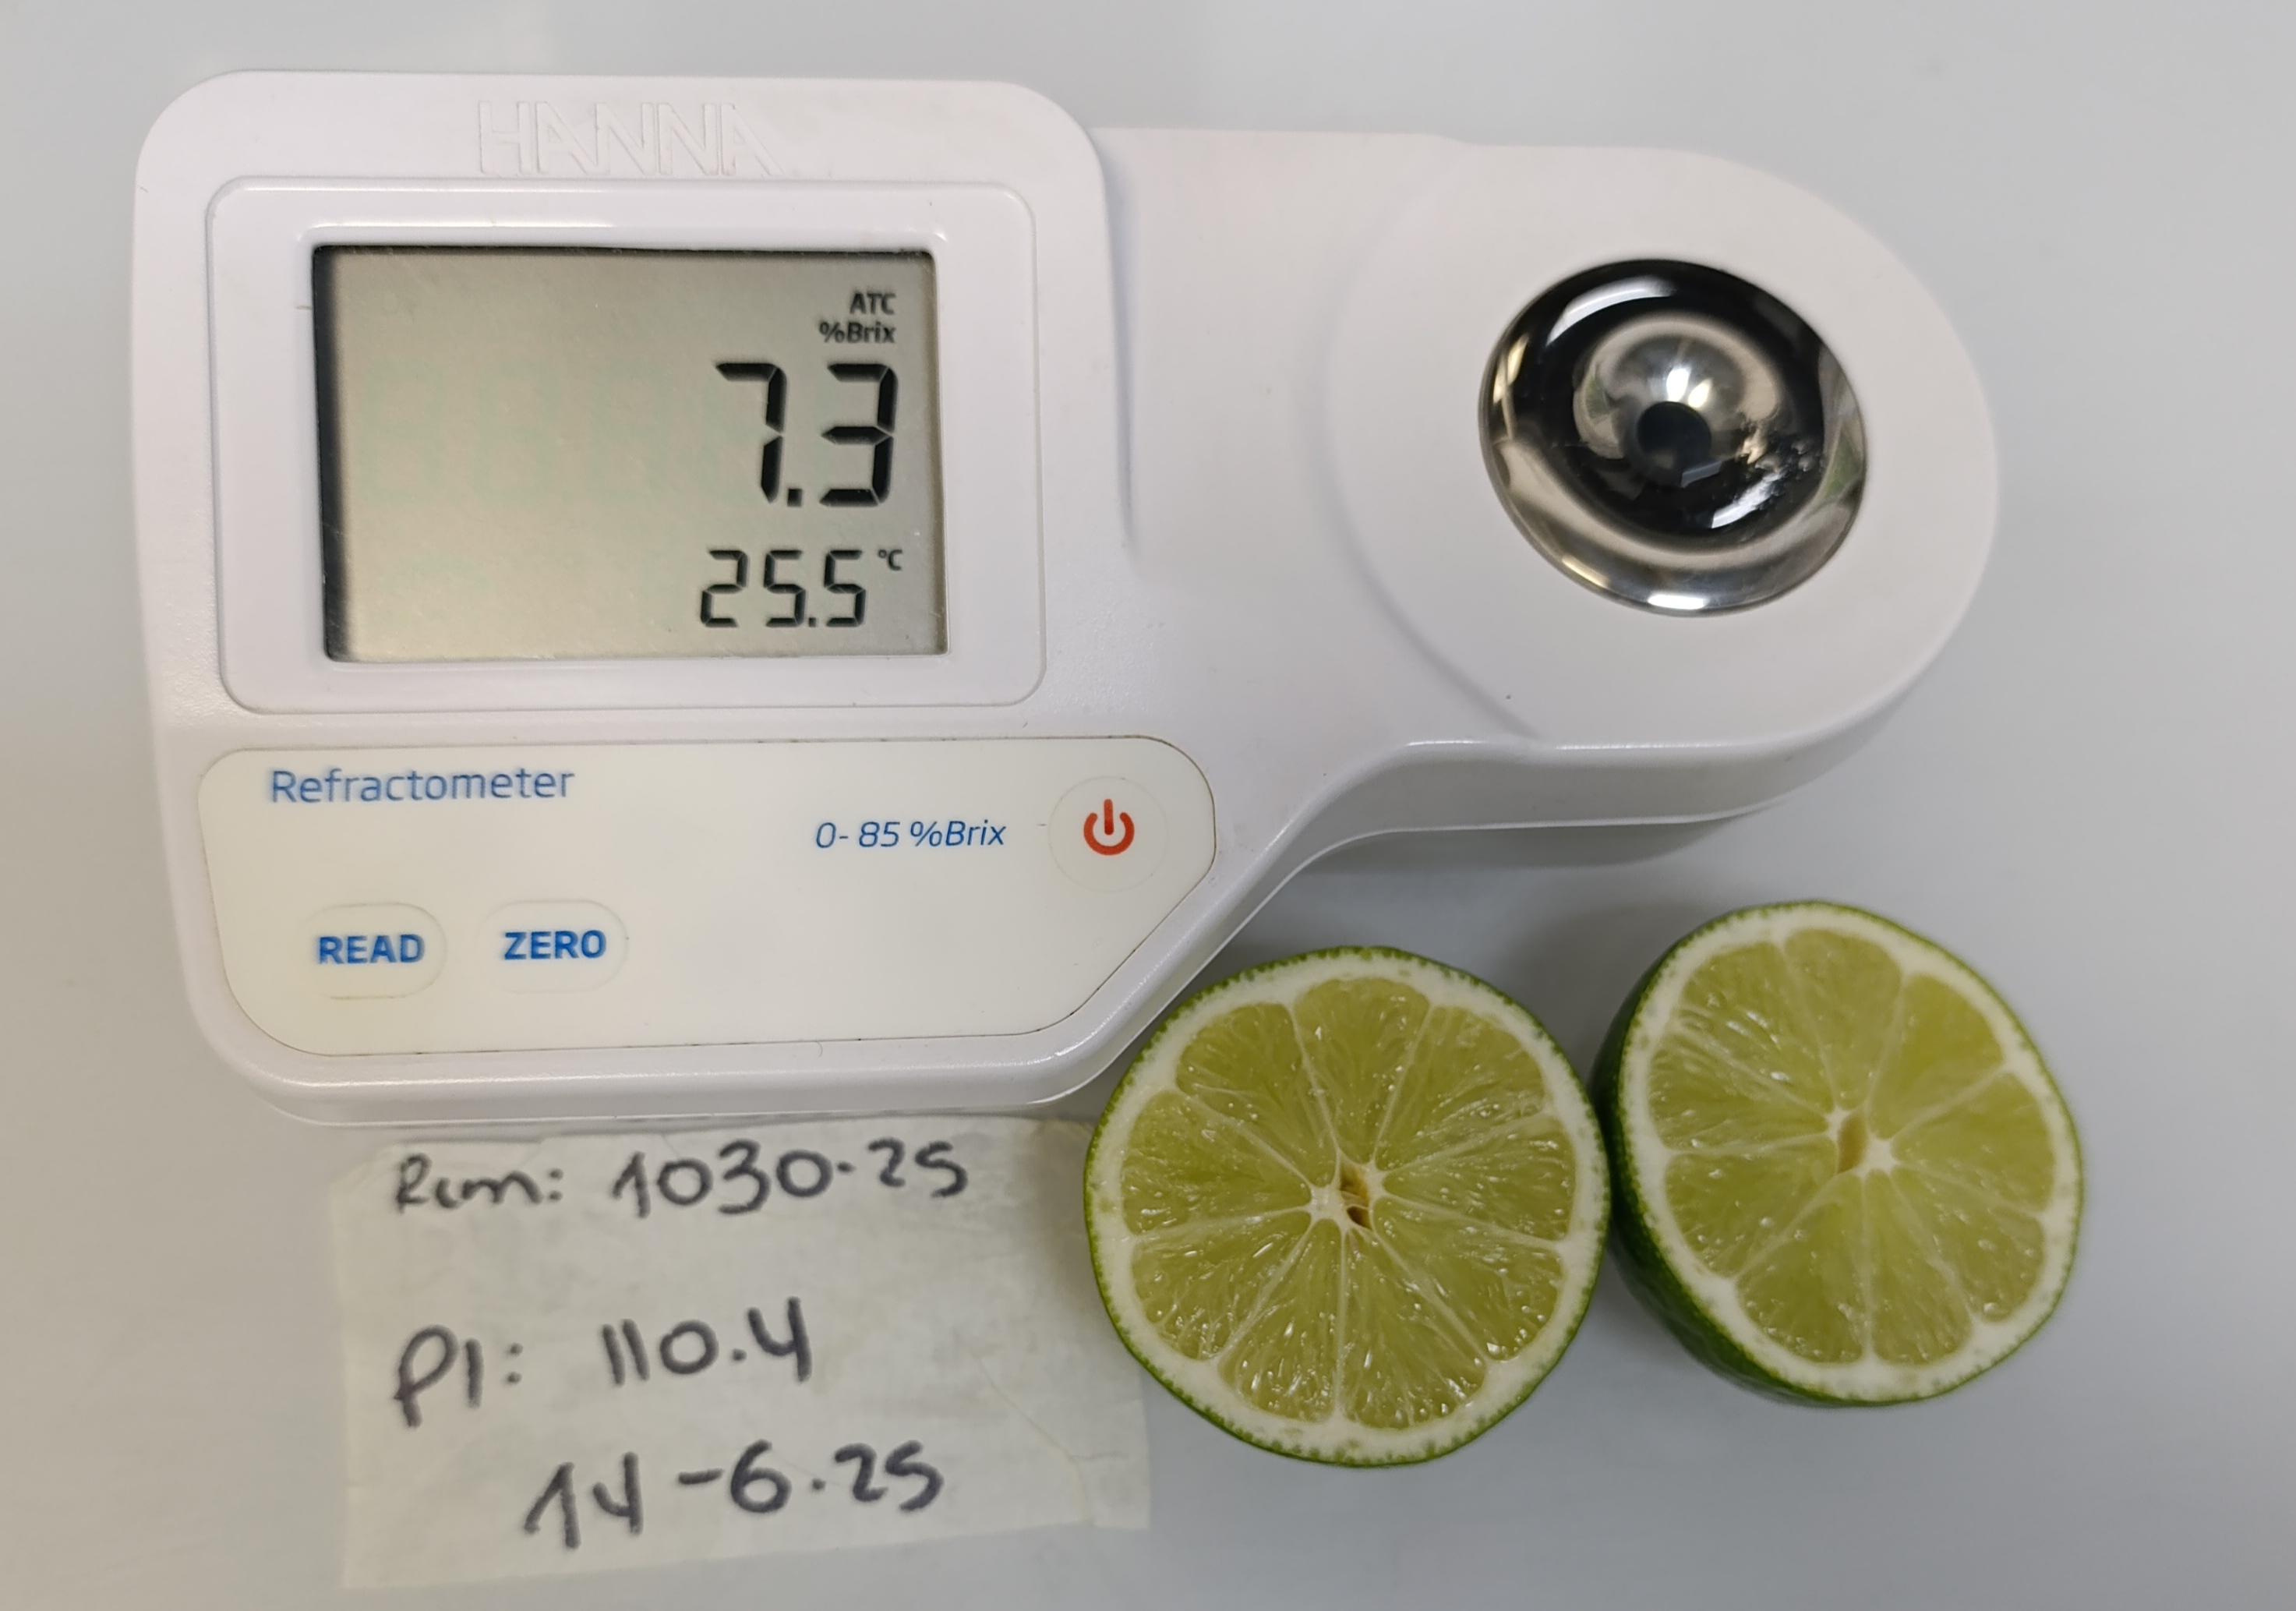 HANNA
ATC
%Brix
7.3
25.5 °C
Refractometer
0-85 %Brix
READ ZERO
Rem: 1030.25
PI: 110.4
14-6.25